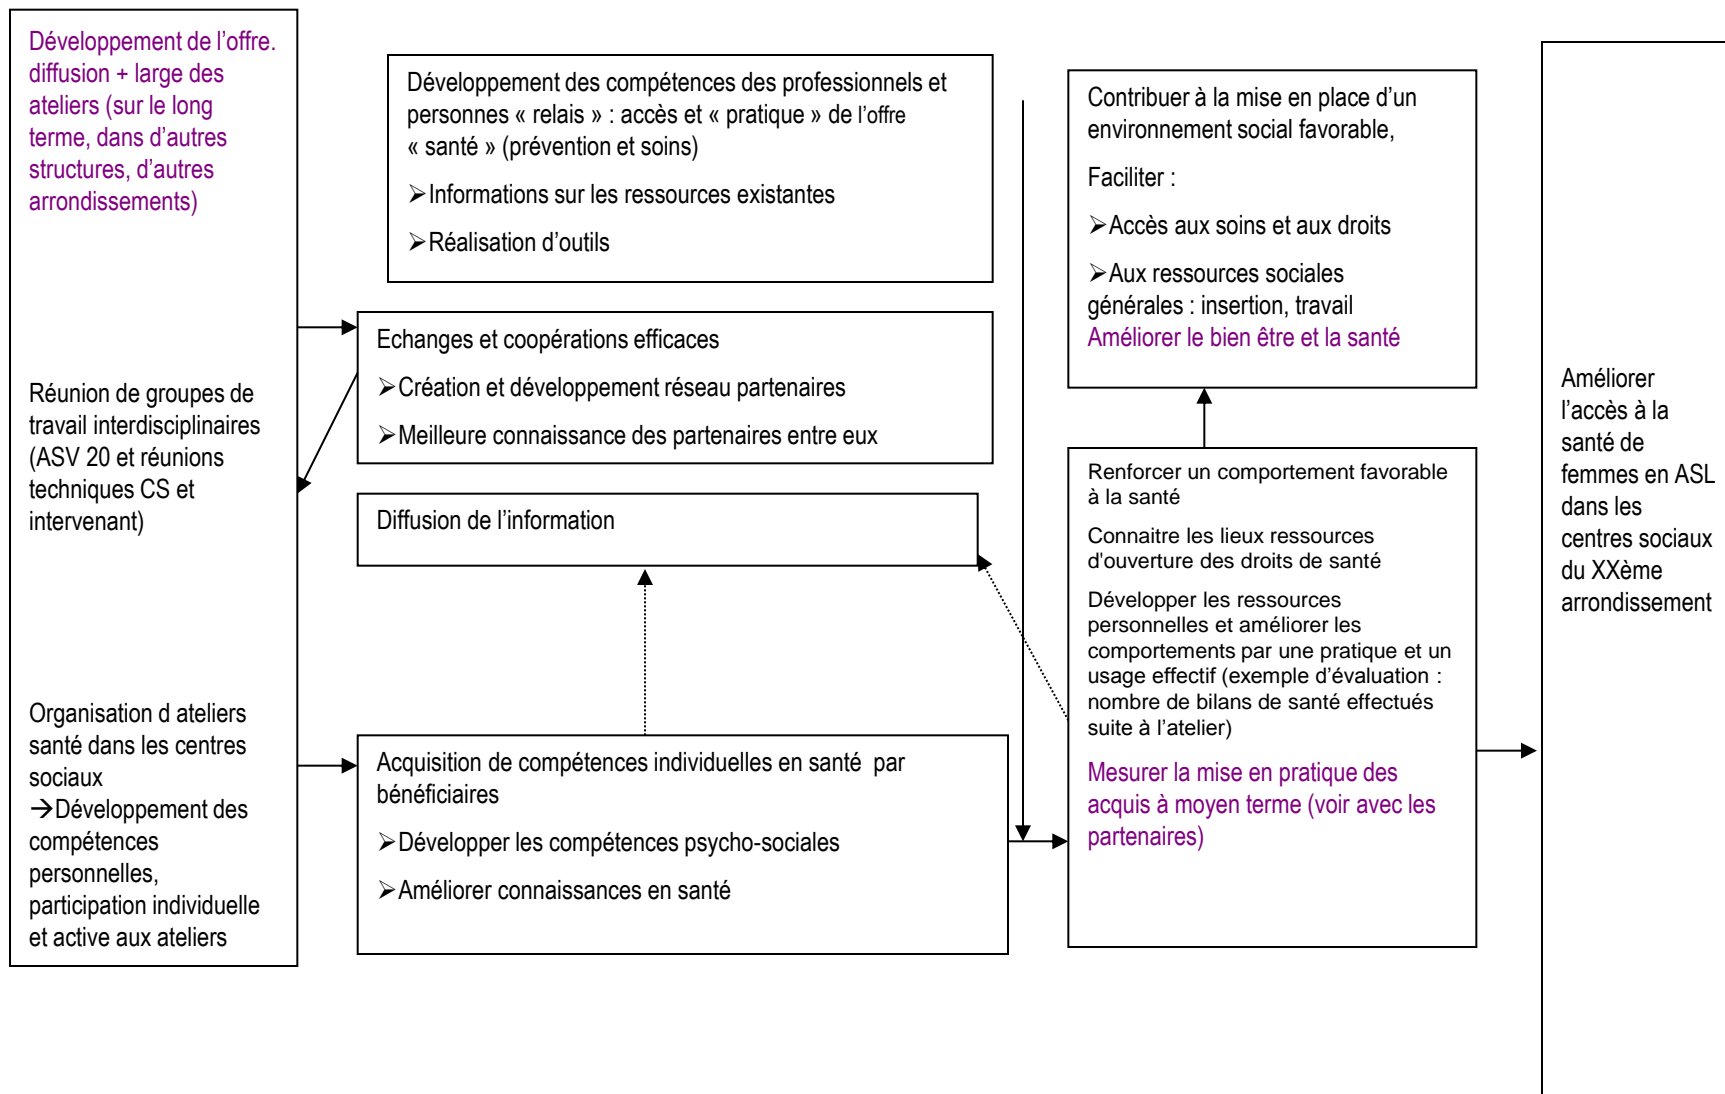 Développement de l’offre.
diffusion + large des
ateliers (sur le long
terme, dans d’autres
structures, d’autres
arrondissements)
Réunion de groupes de
travail interdisciplinaires
(ASV 20 et réunions
techniques CS et
intervenant)
Organisation d ateliers
santé dans les centres
sociaux
→Développement des
compétences
personnelles,
participation individuelle
et active aux ateliers
Développement des compétences des professionnels et
personnes « relais » : accès et « pratique » de l’offre
« santé » (prévention et soins)
➢Informations sur les ressources existantes
➢Réalisation d’outils
Echanges et coopérations efficaces
➢Création et développement réseau partenaires
➢Meilleure connaissance des partenaires entre eux
Diffusion de l’information
Acquisition de compétences individuelles en santé par
bénéficiaires
➢Développer les compétences psycho-sociales
➢Améliorer connaissances en santé
Contribuer à la mise en place d’un
environnement social favorable,
Faciliter :
➢Accès aux soins et aux droits
➢Aux ressources sociales
générales : insertion, travail
Améliorer le bien être et la santé
Renforcer un comportement favorable
à la santé
Connaitre les lieux ressources
d'ouverture des droits de santé
Développer les ressources
personnelles et améliorer les
comportements par une pratique et un
usage effectif (exemple d’évaluation :
nombre de bilans de santé effectués
suite à l’atelier)
Mesurer la mise en pratique des
acquis à moyen terme (voir avec les
partenaires)
Améliorer
l’accès à la
santé de
femmes en ASL
dans les
centres sociaux
du XXème
arrondissement